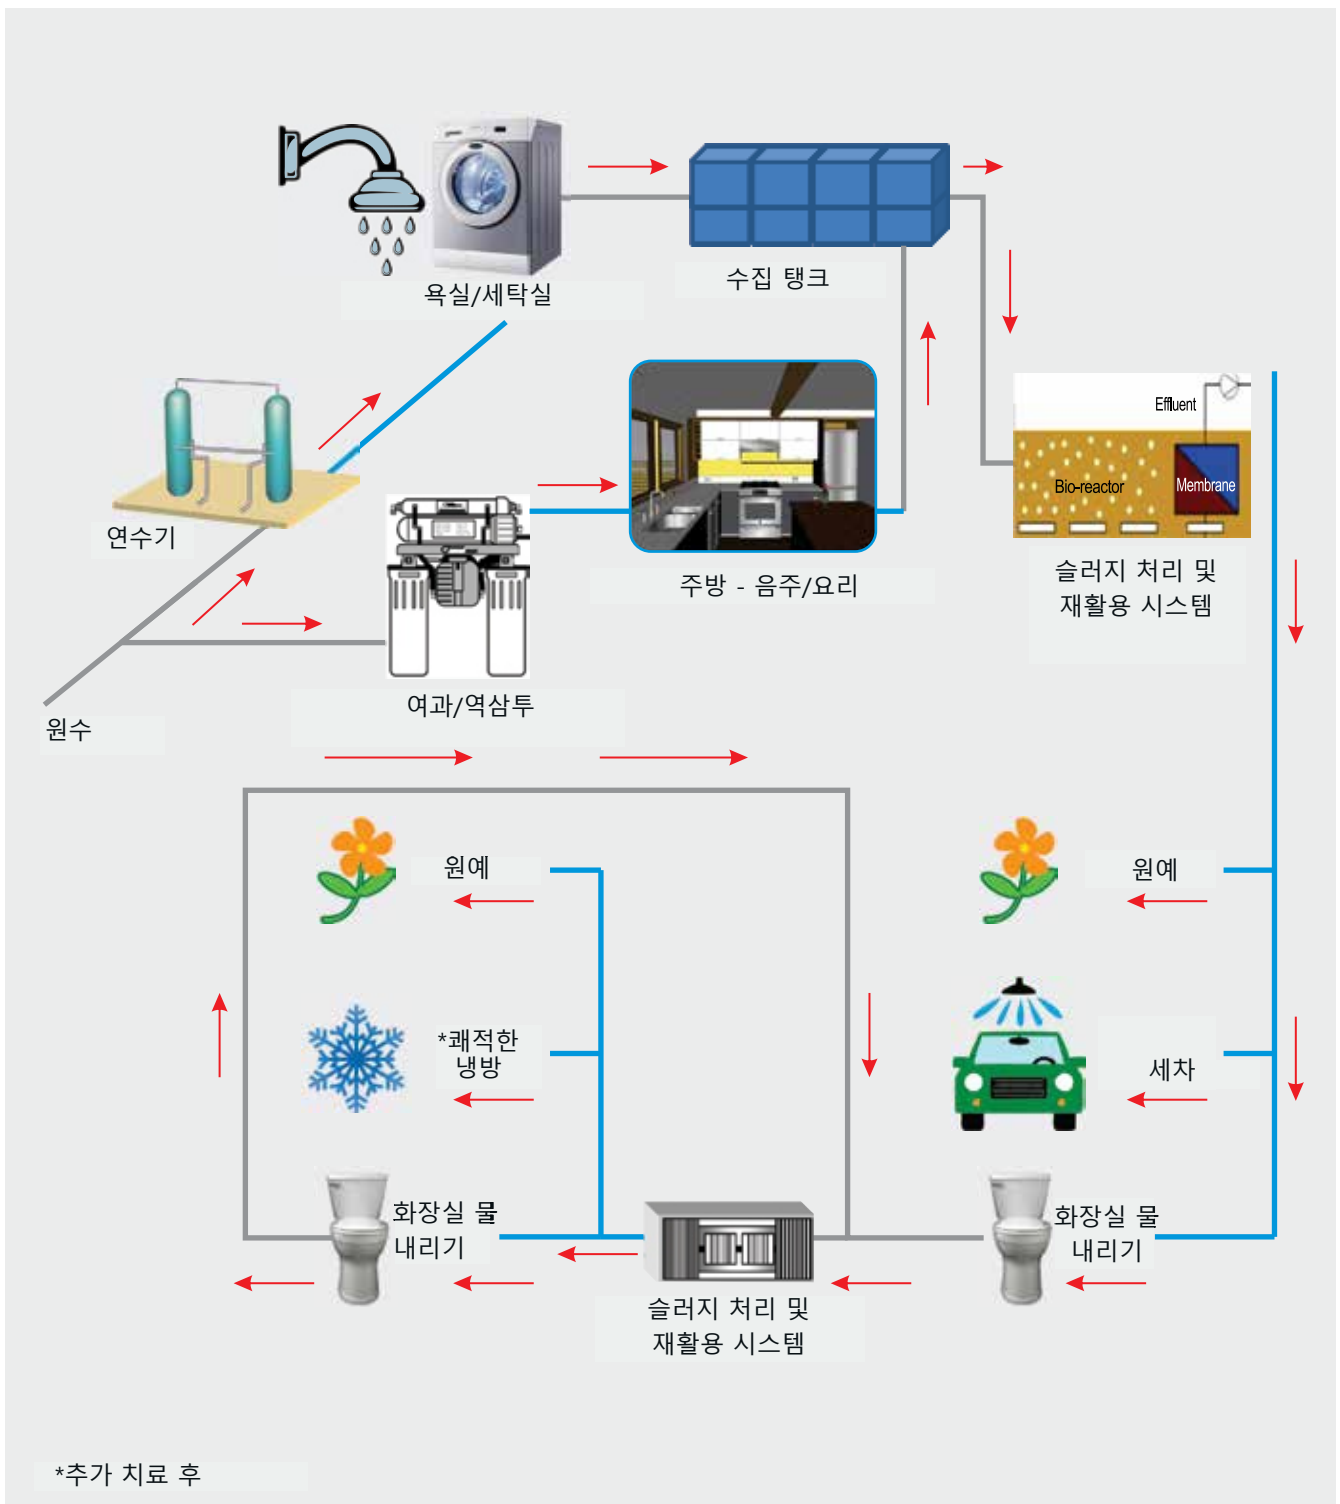 욕실/세탁실
수집 탱크
Effluent
Bio-reactor
Membrane
연수기
주방 - 음주/요리
슬러지 처리 및
재활용 시스템
여과/역삼투
원수
원예
원예
*쾌적한
냉방
세차
화장실 물
내리기
화장실 물
내리기
슬러지 처리 및
재활용 시스템
*추가 치료 후